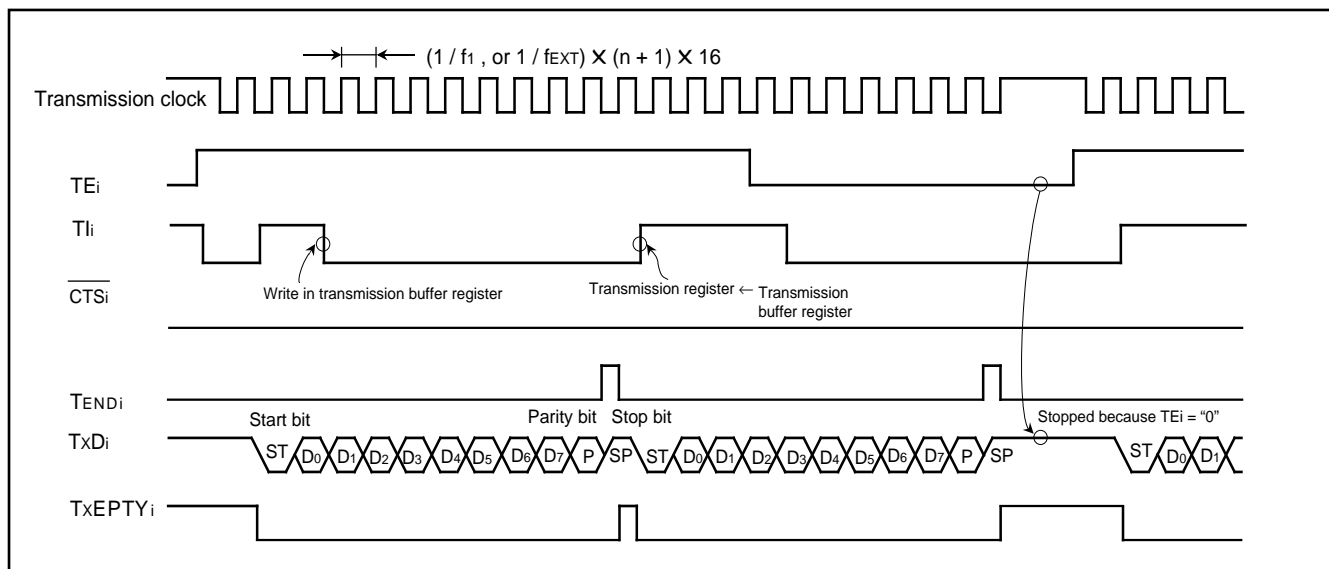 (1 / f1 , or 1 / fEXT) X (n + 1) X 16
Transmission clock
TEi
TIi
Write in transmission buffer register
Transmission register ← Transmission
buffer register
CTSi
TENDi
Start bit
Parity bit
Stop bit
Stopped because TEi = “0”
TXDi
ST D0 D1 D2 D3 D4 D5 D6 D7 P SP ST D0 D1 D2 D3 D4 D5 D6 D7 P SP ST D0 D1
TXEPTYi